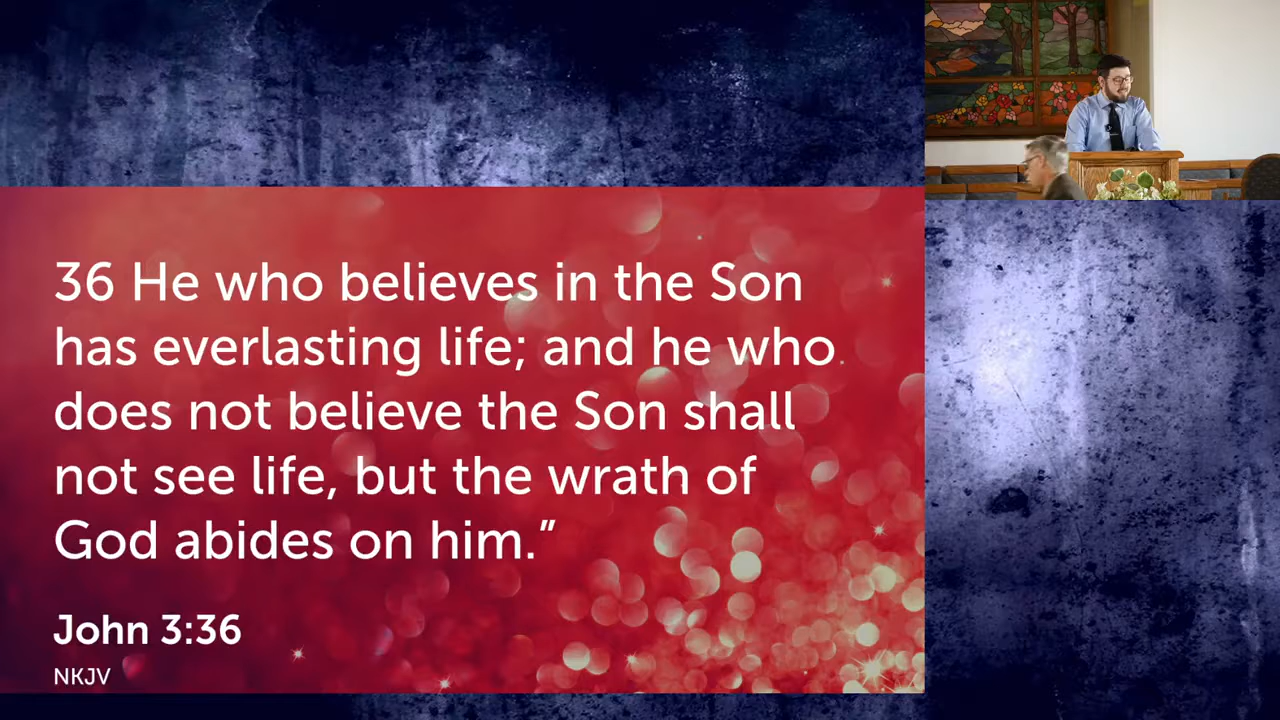 36 He who believes in the Son
has everlasting life; and he who
does not believe the Son shall
not see life, but the wrath of
God abides on him.”
John 3:36
NKJV